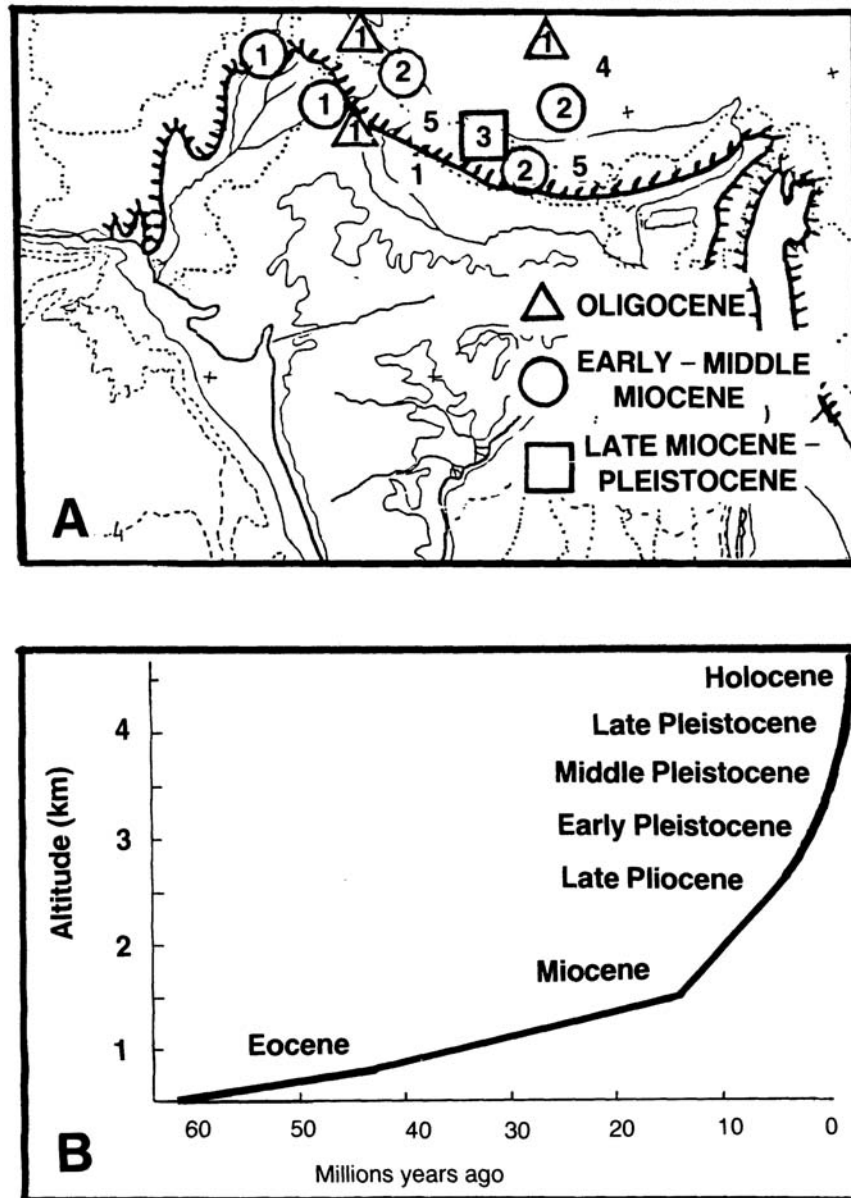 1
1
1
2
4
1
2
5
3
1
1
2
5
△ OLIGOCENE
○ EARLY – MIDDLE
MIOCENE
□ LATE MIOCENE –
PLEISTOCENE
A
4
Altitude (km)
4
3
2
1
Holocene
Late Pleistocene
Middle Pleistocene
Early Pleistocene
Late Pliocene
Miocene
Eocene
60 50 40 30 20 10 0
B
Millions years ago